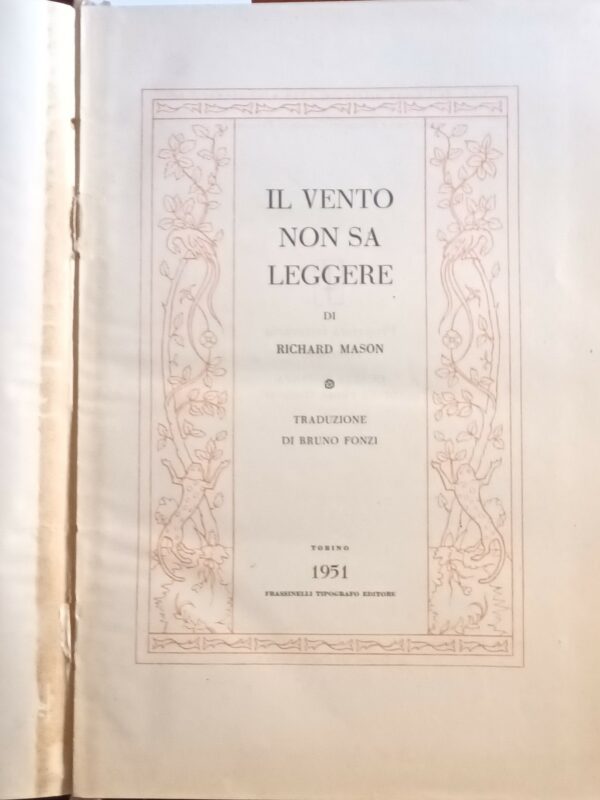 IL VENTO
NON SA
LEGGERE
DI
RICHARD MASON
TRADUZIONE
DI BRUNO FONZI
TORINO
1951
FRASSINELLI TIPOGRAFO EDITORE